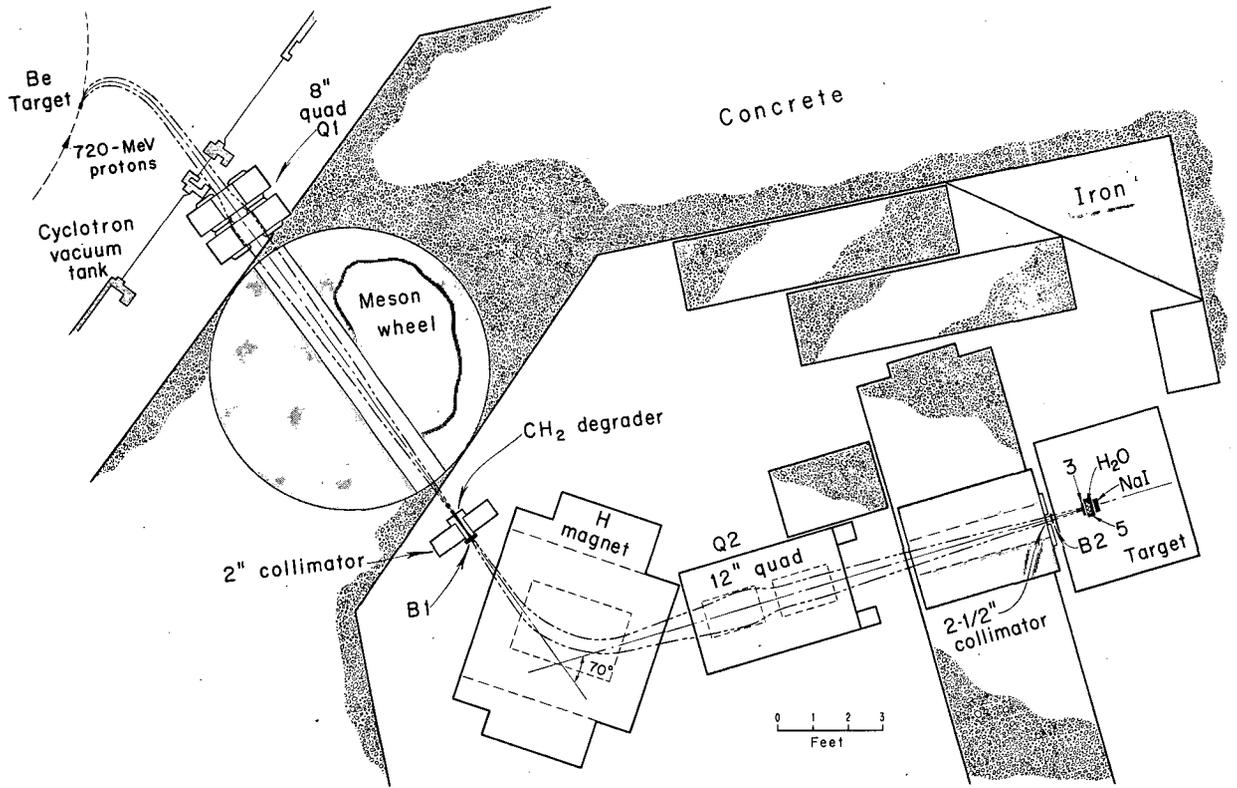 Be
Target
720-MeV
protons
8"
quad
Q1
Cyclotron
vacuum
tank
Concrete
Iron
Meson
wheel
CH₂ degrader
2" collimator
B1
H
magnet
70°
Q2
12" quad
3
H₂O
NaI
5
B2
Target
2-1/2"
collimator
0 1 2 3
Feet